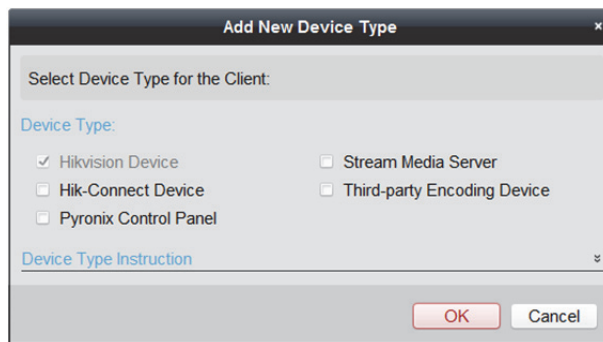 Add New Device Type
Select Device Type for the Client:
Device Type:
Hikvision Device
Stream Media Server
Hik-Connect Device
Third-party Encoding Device
Pyronix Control Panel
Device Type Instruction
OK
Cancel